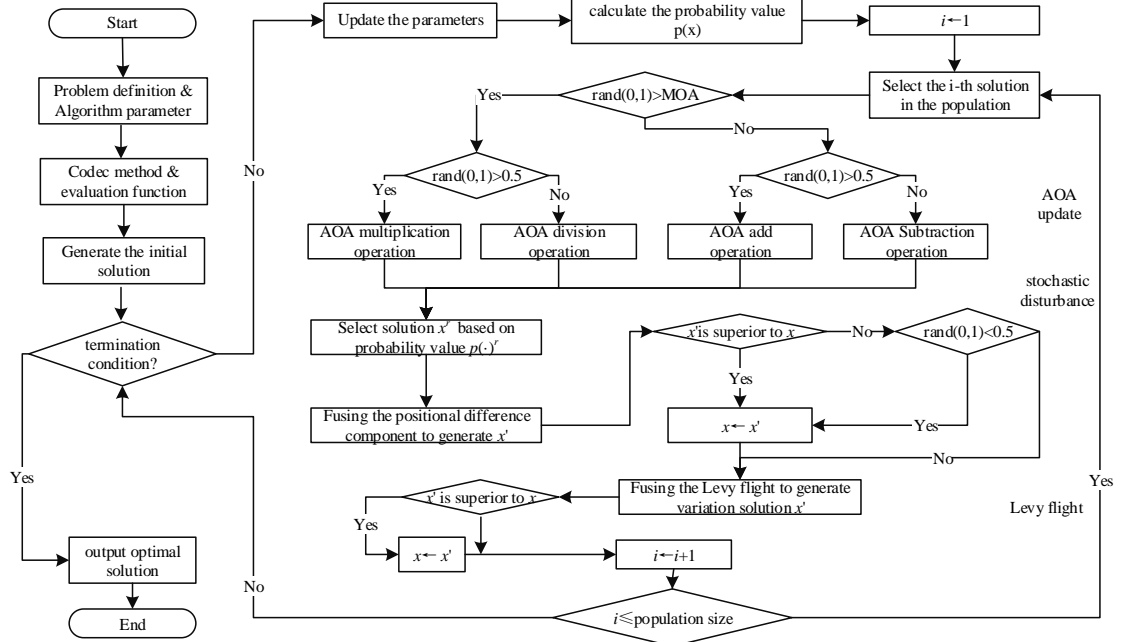 Start
Problem definition &
Algorithm parameter
Codec method &
evaluation function
Generate the initial
solution
termination
condition?
Yes
output optimal
solution
End
No
Update the parameters
calculate the probability value
p(x)
i←1
Select the i-th solution
in the population
rand(0,1)>MOA
Yes
No
rand(0,1)>0.5
Yes
No
rand(0,1)>0.5
Yes
No
AOA multiplication
operation
AOA division
operation
AOA add operation
AOA Subtraction
operation
AOA
update
Select solution x^r based on
probability value p(·)^r
Fusing the positional difference
component to generate x'
x'is superior to x
No
rand(0,1)<0.5
Yes
x← x'
Yes
No
stochastic
disturbance
Fusing the Levy flight to generate
variation solution x'
x' is superior to x
Yes
x← x'
i←i+1
Levy flight
Yes
i≤population size
No